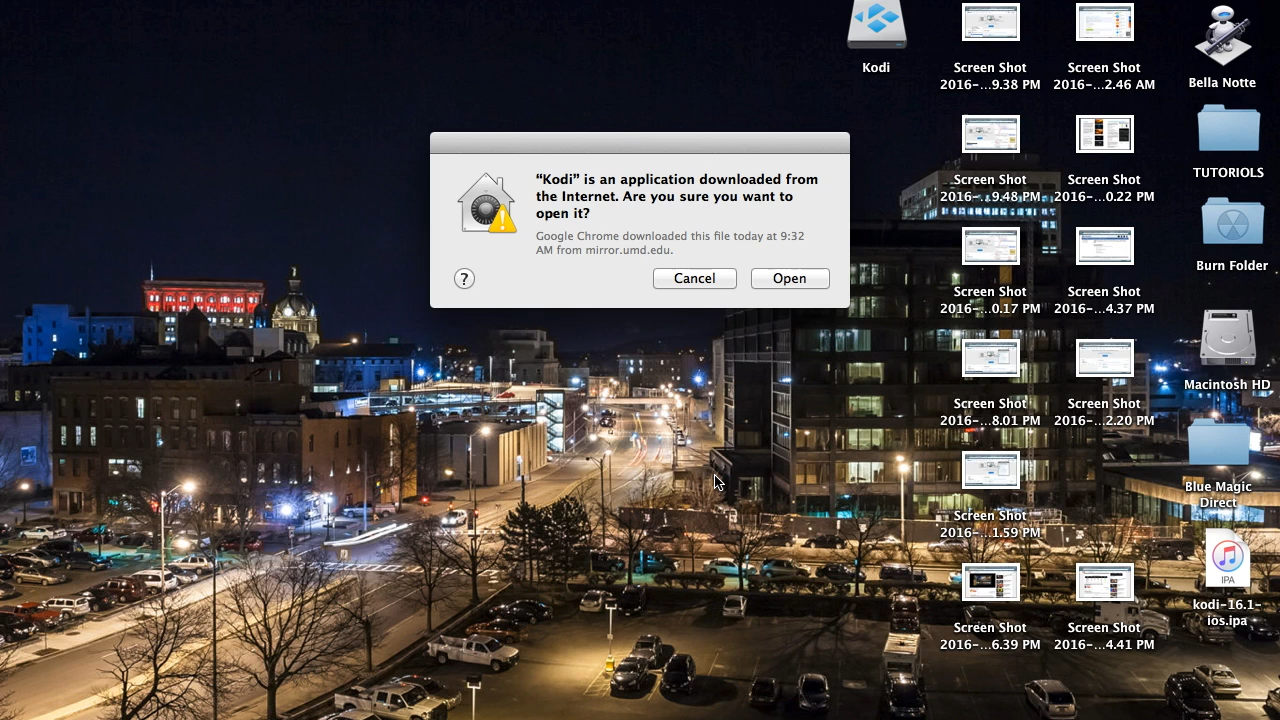 “Kodi” is an application downloaded from
the Internet. Are you sure you want to
open it?
Google Chrome downloaded this file today at 9:32
AM from mirror.umd.edu.
?
Cancel
Open
Kodi
Screen Shot
2016-...9.38 PM
Screen Shot
2016-...2.46 AM
Bella Notte
Screen Shot
2016-...9.48 PM
Screen Shot
2016-...0.22 PM
TUTORIOLS
Burn Folder
Screen Shot
2016-...0.17 PM
Screen Shot
2016-...4.37 PM
Macintosh HD
Screen Shot
2016-...8.01 PM
Screen Shot
2016-...2.20 PM
Blue Magic
Direct
Screen Shot
2016-...1.59 PM
IPA
kodi-16.1-
ios.ipa
Screen Shot
2016-...6.39 PM
Screen Shot
2016-...4.41 PM